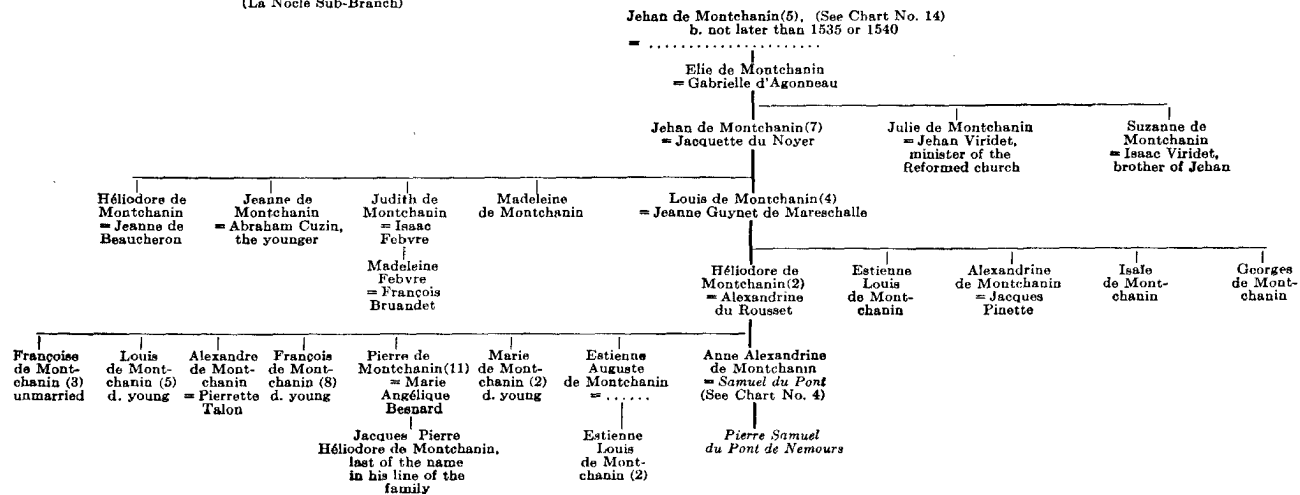 (La Nocle Sub-Branch)
Jehan de Montchanin(5), (See Chart No. 14)
b. not later than 1535 or 1540
= ......................
Elie de Montchanin
= Gabrielle d'Agonneau
Jehan de Montchanin(7)
= Jacquette du Noyer
Julie de Montchanin
= Jehan Viridet,
minister of the
Reformed church
Suzanne de
Montchanin
= Isaac Viridet,
brother of Jehan
Héliodore de
Montchanin
= Jeanne de
Beaucheron
Jeanne de
Montchanin
= Abraham Cuzin,
the younger
Judith de
Montchanin
= Isaac
Febvre
Madeleine
Febvre
= François
Bruandet
Madeleine
de Montchanin
Louis de Montchanin(4)
= Jeanne Guynet de Mareschalle
Héliodore de
Montchanin(2)
= Alexandrine
du Rousset
Estienne
Louis
de Mont-
chanin
Alexandrine
de Montchanin
= Jacques
Pinette
Isaïe
de Mont-
chanin
Georges
de Mont-
chanin
Françoise
de Mont-
chanin (3)
unmarried
Louis
de Mont-
chanin (5)
d. young
Alexandre
de Mont-
chanin
= Pierrette
Talon
François
de Mont-
chanin (8)
d. young
Pierre de
Montchanin(11)
= Marie
Angélique
Besnard
Jacques Pierre
Héliodore de Montchanin,
last of the name
in his line of the
family
Marie
de Mont-
chanin (2)
d. young
Estienne
Auguste
de Montchanin
= ......
Estienne
Louis
de Mont-
chanin (2)
Anne Alexandrine
de Montchanin
= Samuel du Pont
(See Chart No. 4)
Pierre Samuel
du Pont de Nemours